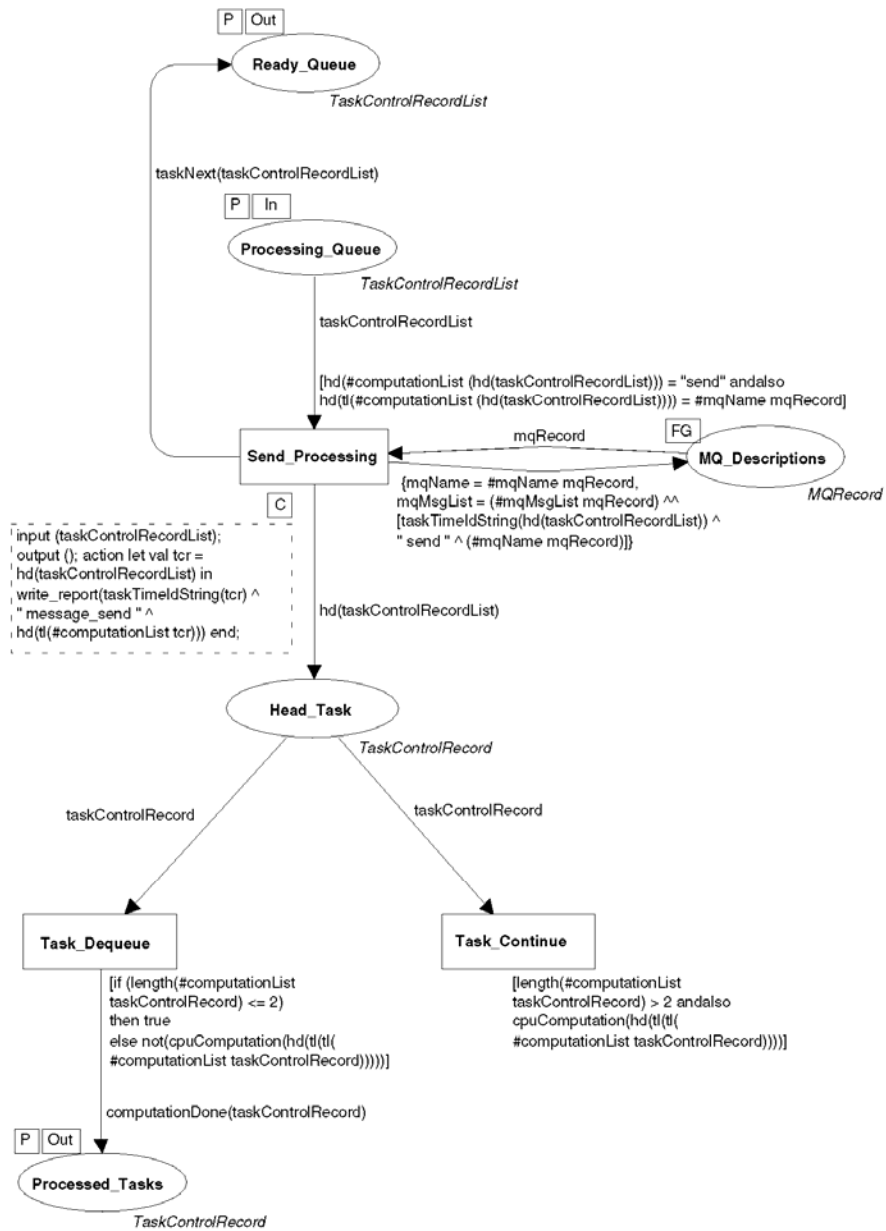 P Out
Ready_Queue
TaskControlRecordList
taskNext(taskControlRecordList)
P In
Processing_Queue
TaskControlRecordList
taskControlRecordList
[hd(#computationList (hd(taskControlRecordList))) = "send" andalso
hd(tl(#computationList (hd(taskControlRecordList)))) = #mqName mqRecord]
mqRecord
FG
MQ_Descriptions
MQRecord
Send_Processing
C
{mqName = #mqName mqRecord,
mqMsgList = (#mqMsgList mqRecord) ^^
[taskTimeIdString(hd(taskControlRecordList)) ^
" send " ^ (#mqName mqRecord)]}
input (taskControlRecordList);
output (); action let val tcr =
hd(taskControlRecordList) in
write_report(taskTimeIdString(tcr) ^
" message_send " ^
hd(tl(#computationList tcr))) end;
hd(taskControlRecordList)
Head_Task
TaskControlRecord
taskControlRecord
taskControlRecord
Task_Dequeue
[if (length(#computationList
taskControlRecord) <= 2)
then true
else not(cpuComputation(hd(tl(tl(
#computationList taskControlRecord)))))]
Task_Continue
[length(#computationList
taskControlRecord) > 2 andalso
cpuComputation(hd(tl(tl(
#computationList taskControlRecord))))]
computationDone(taskControlRecord)
P Out
Processed_Tasks
TaskControlRecord